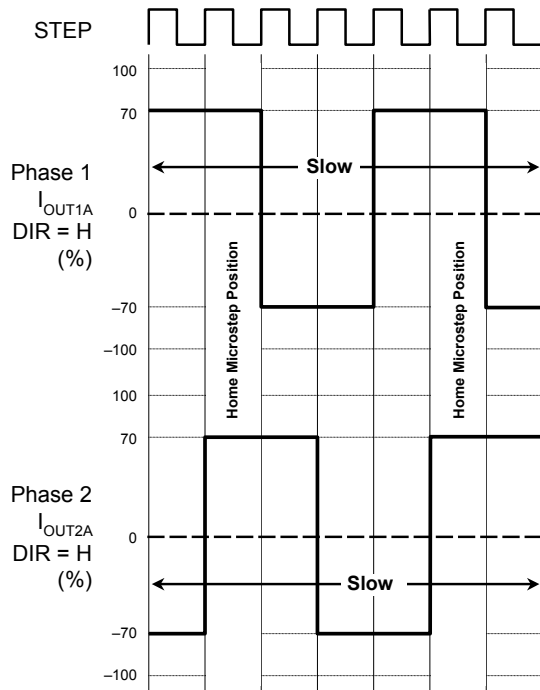 STEP
100
70
Slow
Phase 1
I_OUT1A
0
DIR = H
(%)
Home Microstep Position
Home Microstep Position
–70
–100
100
70
Phase 2
I_OUT2A
0
DIR = H
(%)
Slow
–70
–100